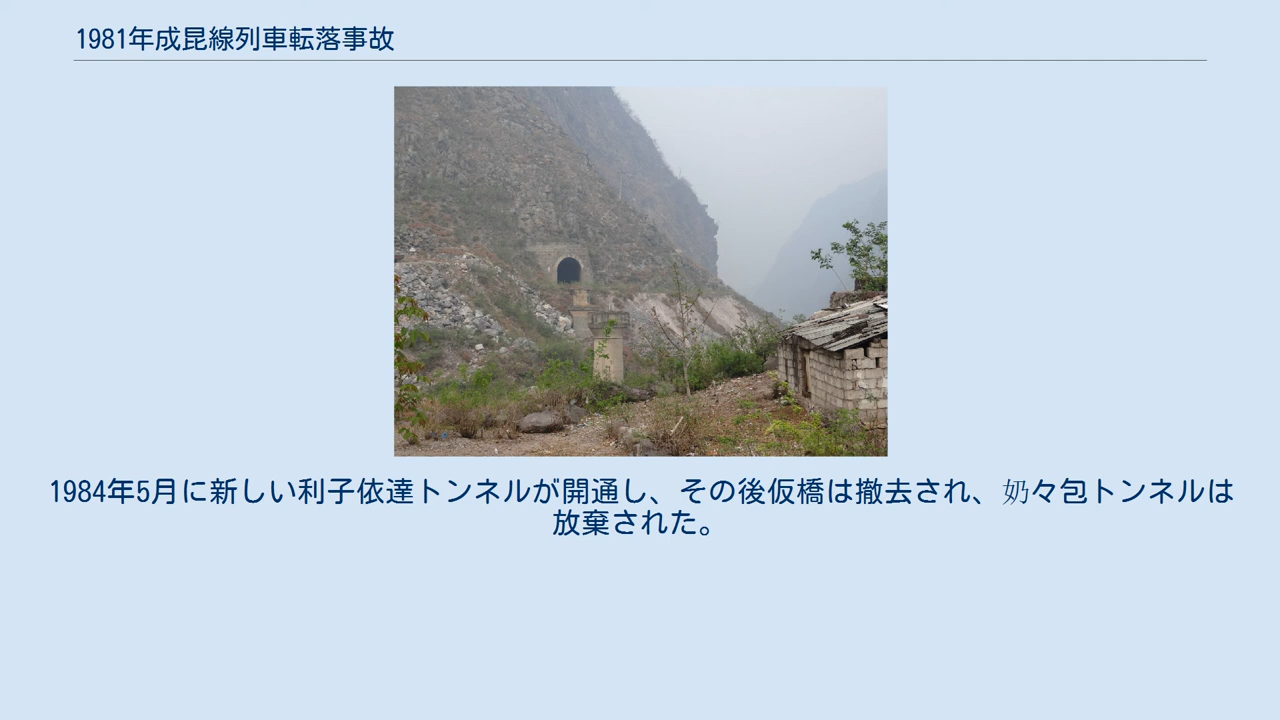 1981年成昆線列車転落事故
1984年5月に新しい利子依達トンネルが開通し、その後仮橋は撤去され、奶々包トンネルは
放棄された。